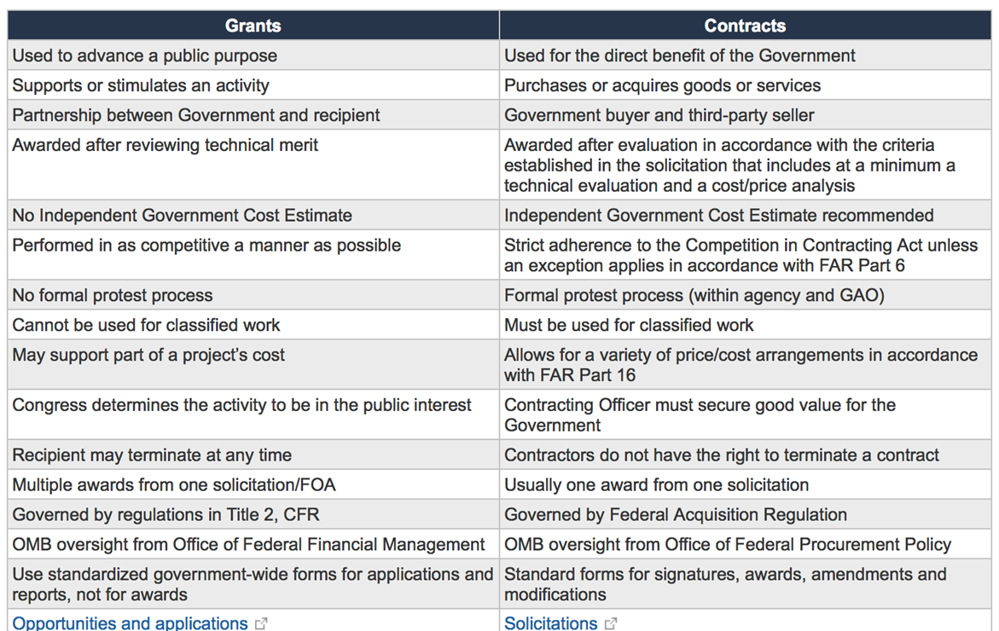 Grants Contracts
Used to advance a public purpose Used for the direct benefit of the Government
Supports or stimulates an activity Purchases or acquires goods or services
Partnership between Government and recipient Government buyer and third-party seller
Awarded after reviewing technical merit Awarded after evaluation in accordance with the criteria
established in the solicitation that includes at a minimum a
technical evaluation and a cost/price analysis
No Independent Government Cost Estimate Independent Government Cost Estimate recommended
Performed in as competitive a manner as possible Strict adherence to the Competition in Contracting Act unless
an exception applies in accordance with FAR Part 6
No formal protest process Formal protest process (within agency and GAO)
Cannot be used for classified work Must be used for classified work
May support part of a project's cost Allows for a variety of price/cost arrangements in accordance
with FAR Part 16
Congress determines the activity to be in the public interest Contracting Officer must secure good value for the
Government
Recipient may terminate at any time Contractors do not have the right to terminate a contract
Multiple awards from one solicitation/FOA Usually one award from one solicitation
Governed by regulations in Title 2, CFR Governed by Federal Acquisition Regulation
OMB oversight from Office of Federal Financial Management OMB oversight from Office of Federal Procurement Policy
Use standardized government-wide forms for applications and Standard forms for signatures, awards, amendments and
reports, not for awards modifications
Opportunities and applications Solicitations